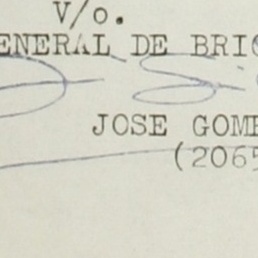 V/o.
ENERAL DE BRIG
JOSE GOME
(2065